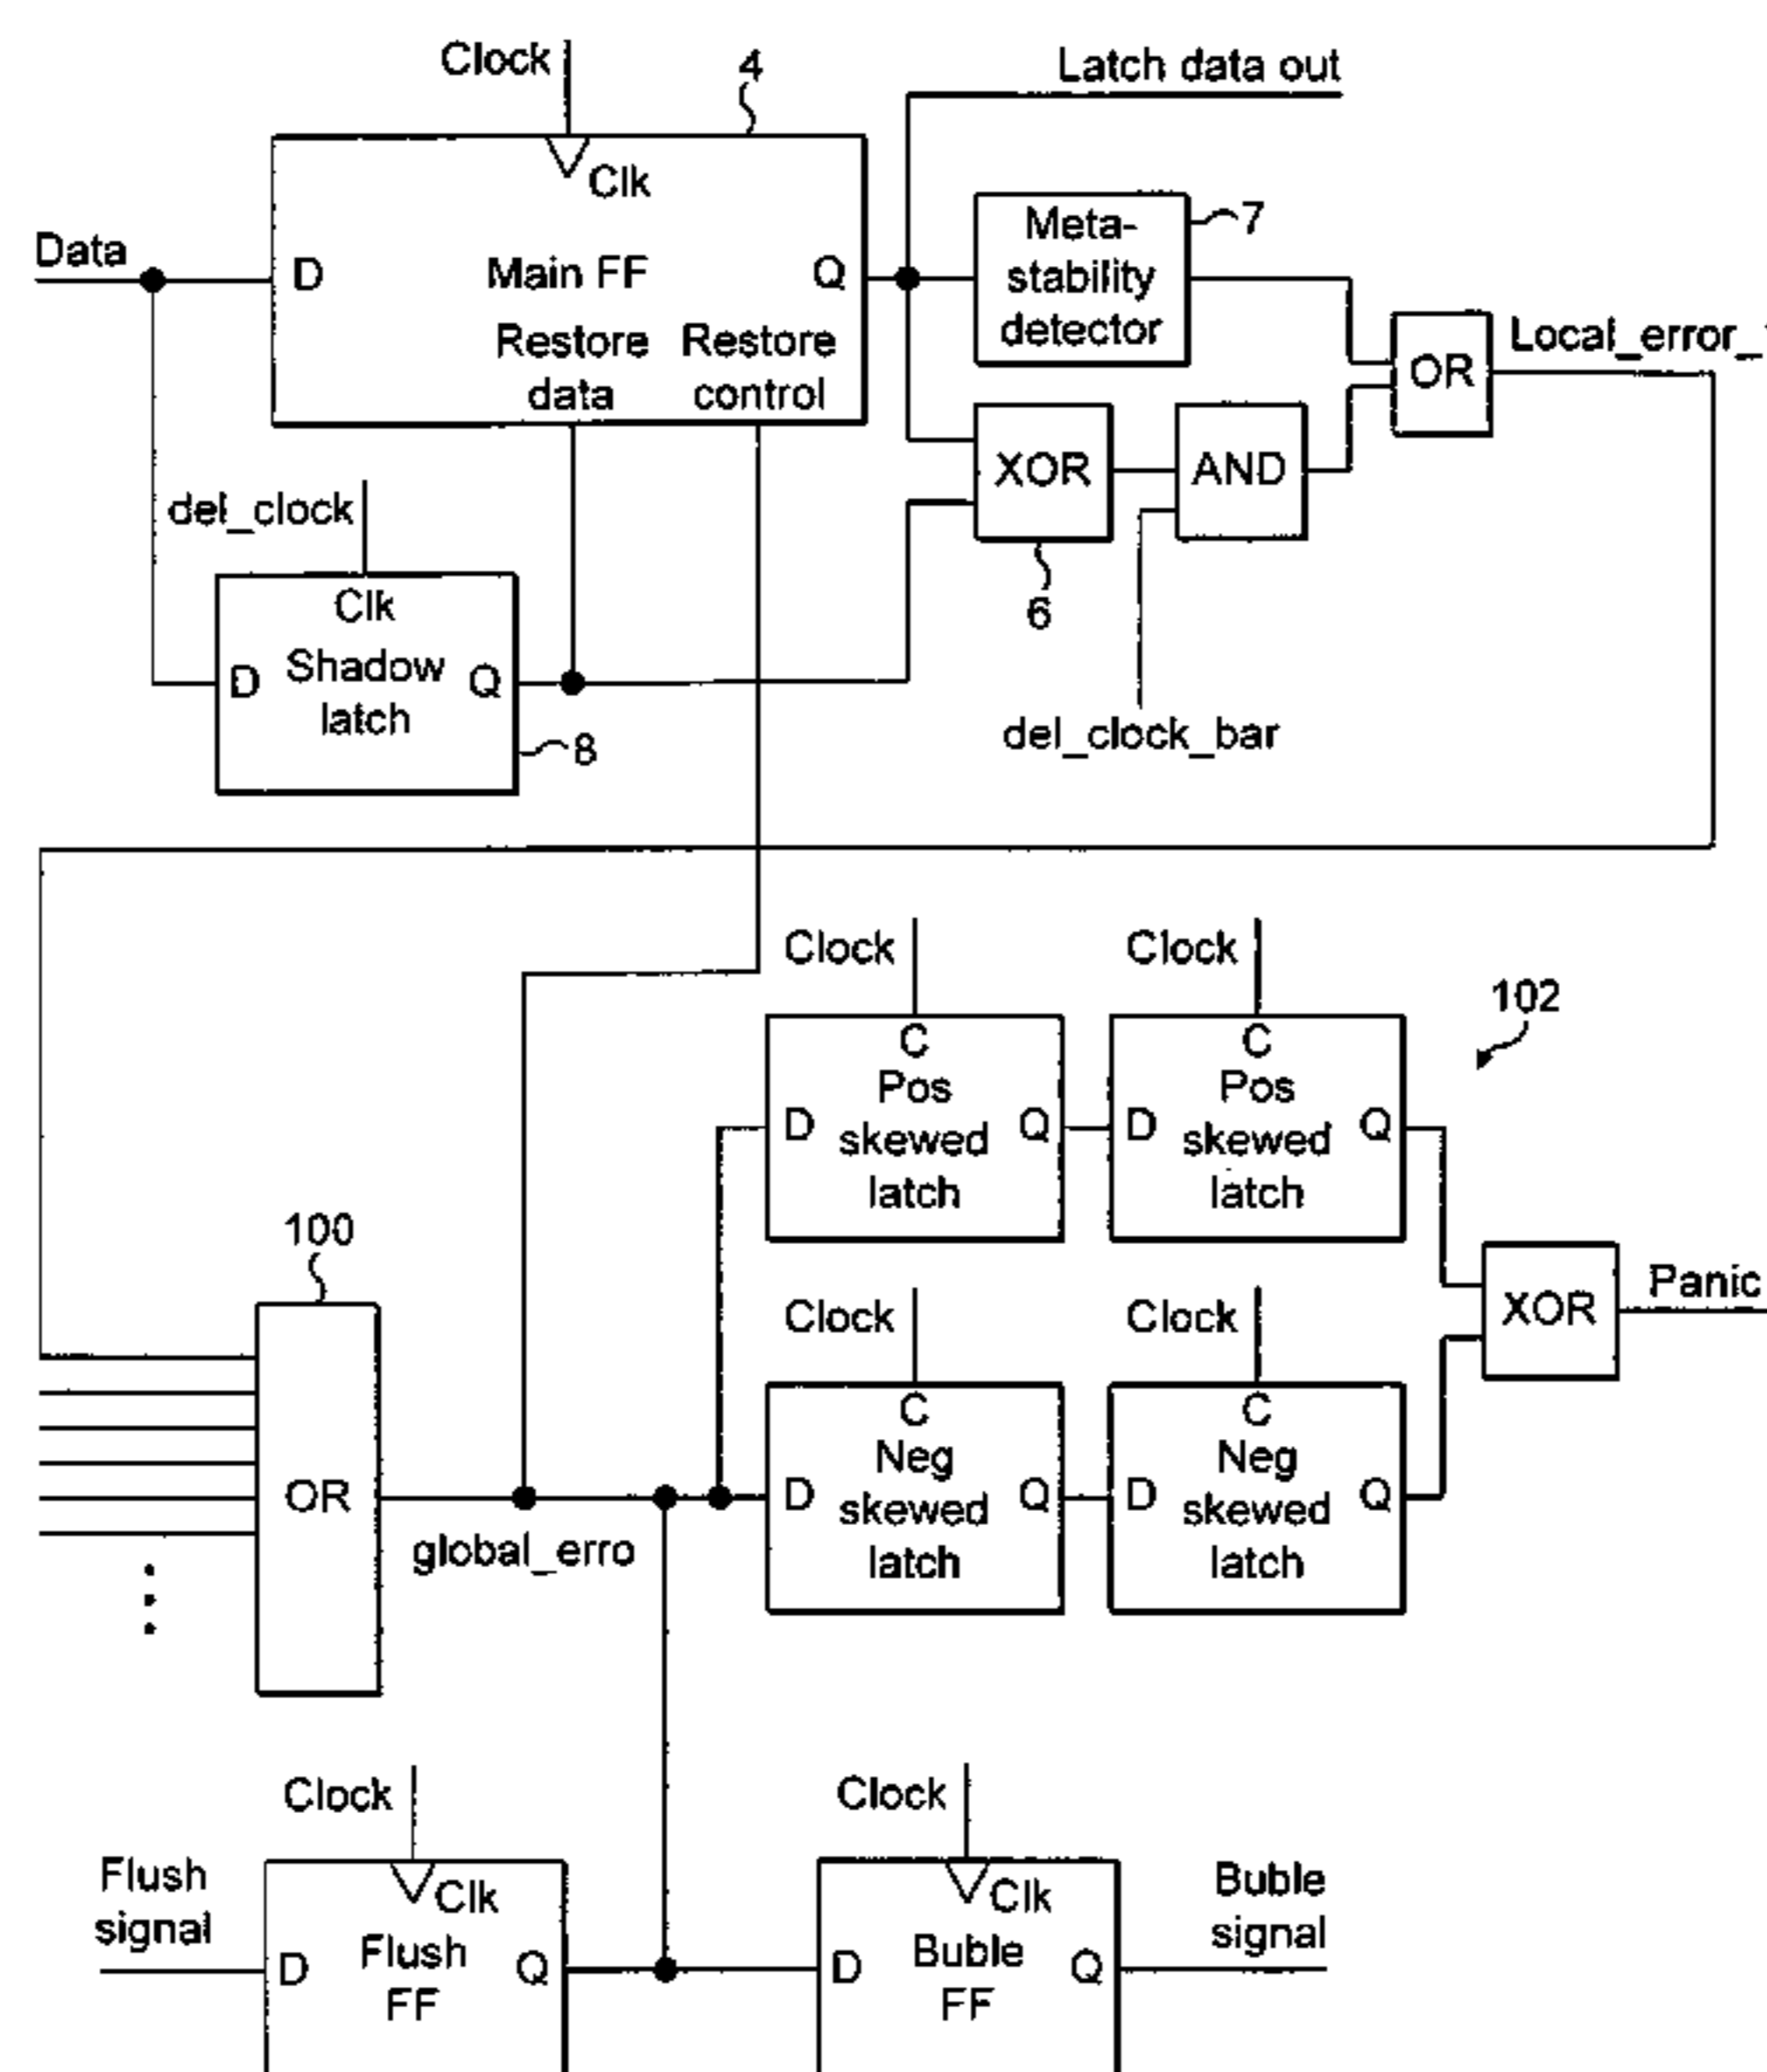 Clock
4
Latch data out
Clk
Meta-
stability
detector
7
Data
D
Main FF
Q
Restore
data
Restore
control
OR
Local_error_
XOR
AND
6
del_clock
Clk
D
Shadow
latch
Q
8
del_clock_bar
Clock
Clock
102
C
Pos
skewed
latch
D
Q
C
Pos
skewed
latch
D
Q
100
Clock
Clock
XOR
Panic
OR
global_erro
C
Neg
skewed
latch
D
Q
C
Neg
skewed
latch
D
Q
Clock
Clock
Flush
signal
Clk
D
Flush
FF
Q
Clk
D
Buble
FF
Q
Buble
signal